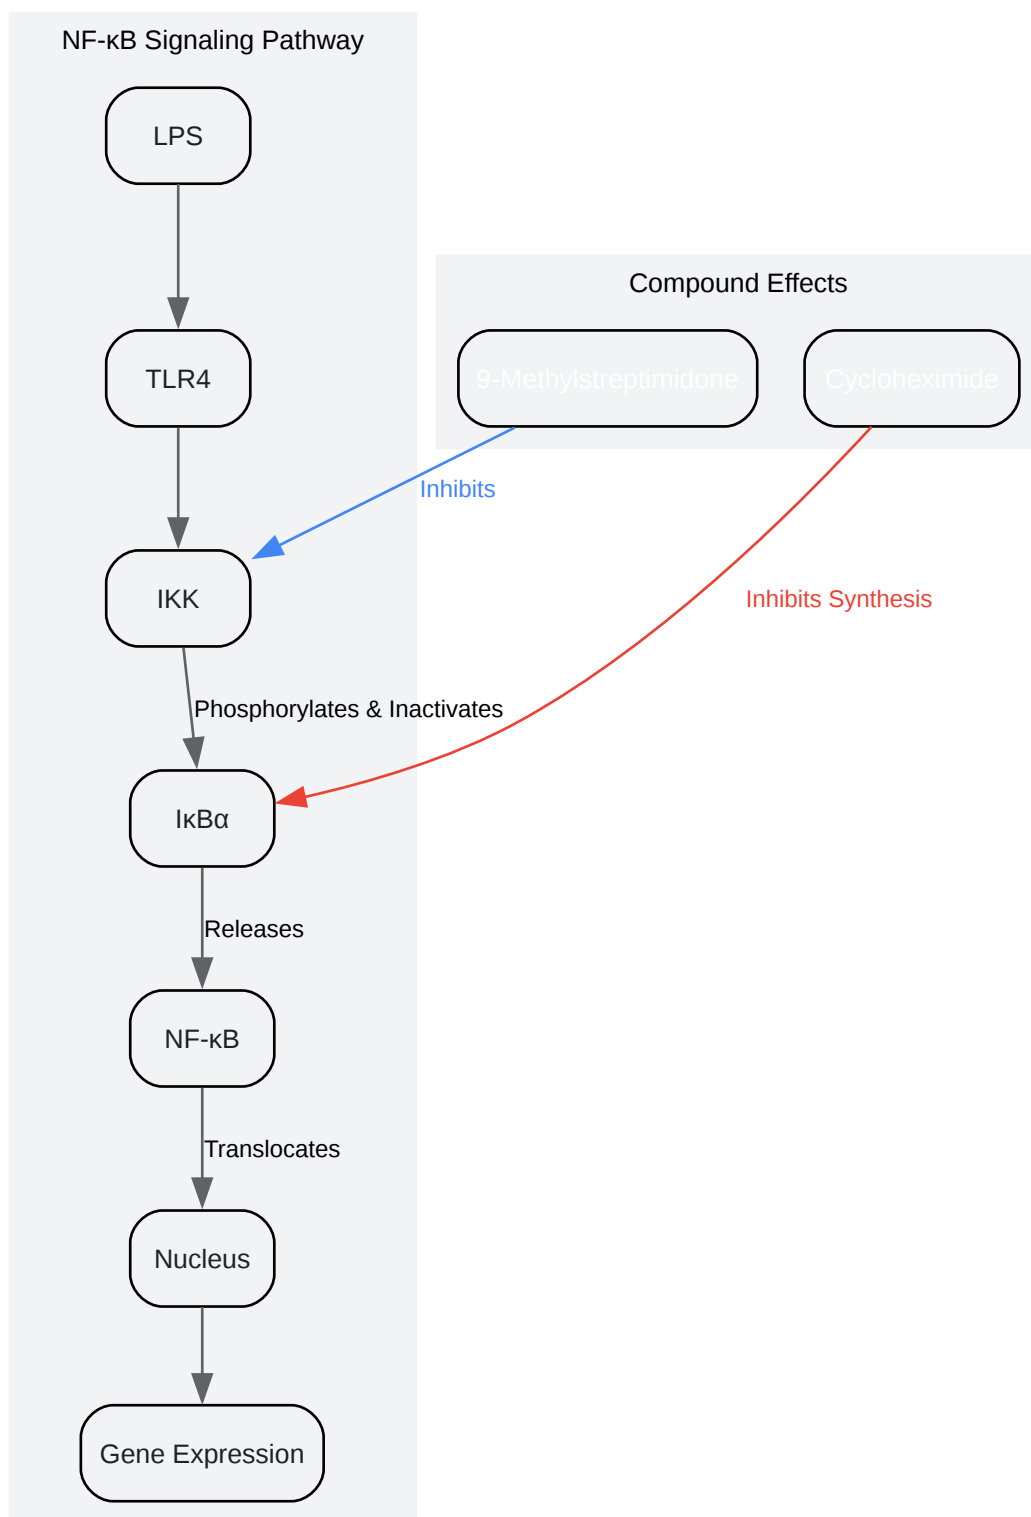 NF-κB Signaling Pathway
LPS
Compound Effects
TLR4
9-Methylstreptimidone
Cycloheximide
Inhibits
IKK
Inhibits Synthesis
Phosphorylates & Inactivates
IκBα
Releases
NF-κB
Translocates
Nucleus
Gene Expression